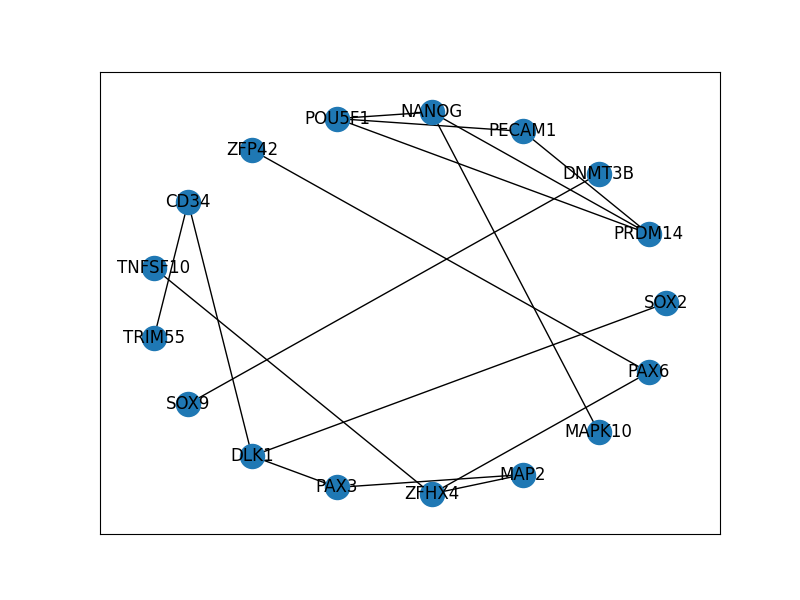 NANOG
POU5F1
PECAM1
ZFP42
DNMT3B
CD34
PRDM14
TNFSF10
SOX2
TRIM55
PAX6
SOX9
MAPK10
DLK1
MAP2
PAX3
ZFHX4